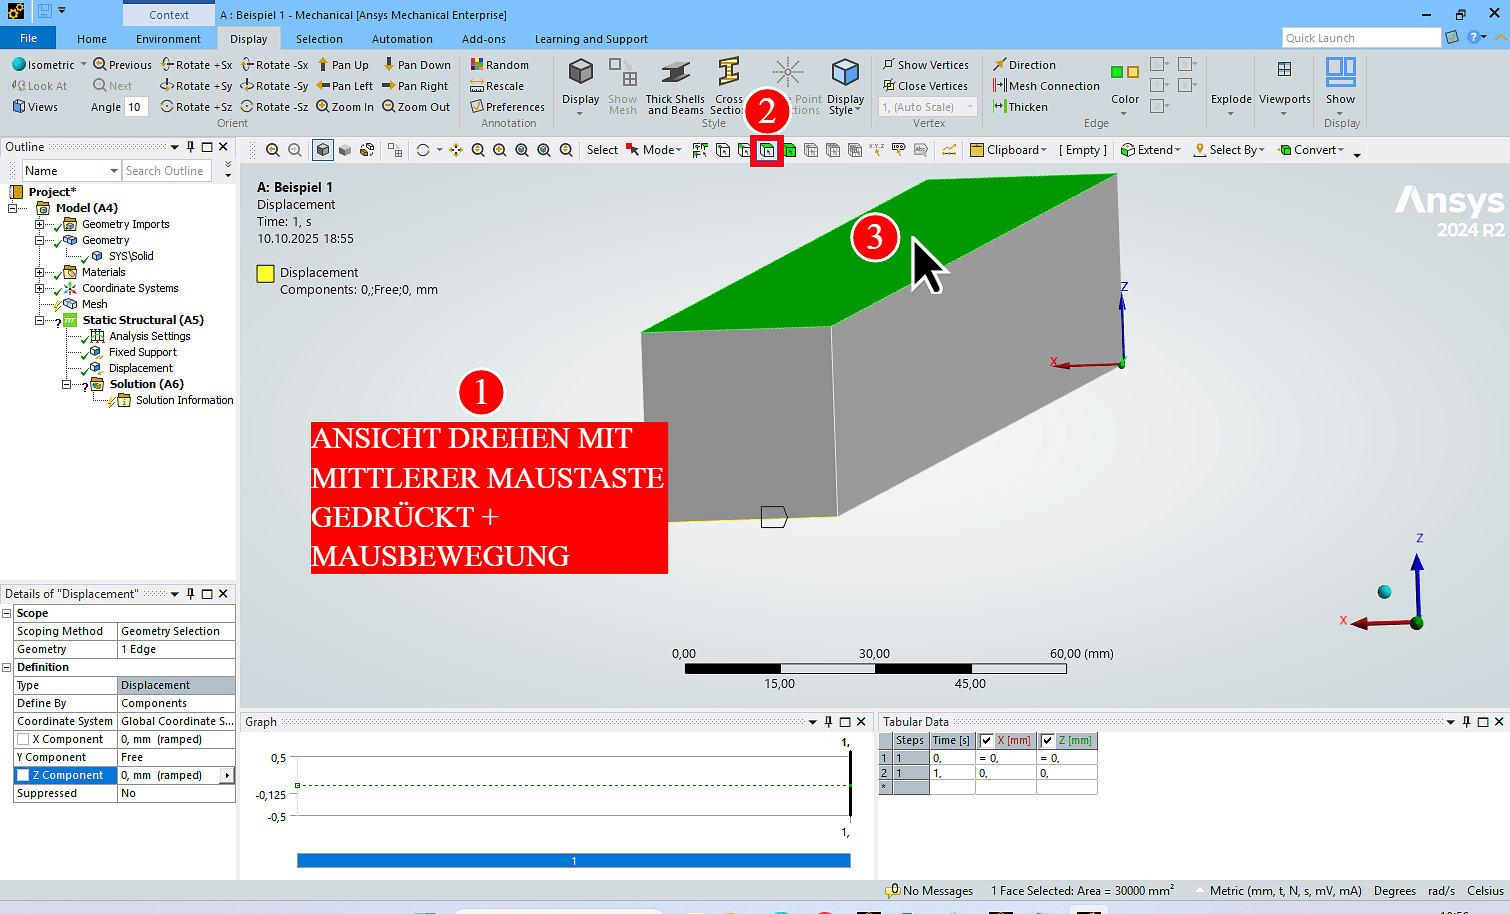 Context
A : Beispiel 1 - Mechanical [Ansys Mechanical Enterprise]
File Home Environment Display Selection Automation Add-ons Learning and Support
Quick Launch
Isometric Previous Rotate +Sx Rotate -Sx Pan Up Pan Down Random
Look At Next Rotate +Sy Rotate -Sy Pan Left Pan Right Rescale
Views Angle 10 Rotate +Sz Rotate -Sz Zoom In Zoom Out Preferences
Orient Annotation
Display Show Mesh Thick Shells and Beams Cross Display Style
Style
Show Vertices
Close Vertices
1, (Auto Scale)
Vertex
Direction
Mesh Connection
Thicken
Color
Edge
Explode Viewports Show
Display
2
Select Mode Clipboard [ Empty ] Extend Select By Convert
Outline
Name Search Outline
Project*
Model (A4)
Geometry Imports
Geometry
SYS\Solid
Materials
Coordinate Systems
Mesh
Static Structural (A5)
Analysis Settings
Fixed Support
Displacement
Solution (A6)
Solution Information
A: Beispiel 1
Displacement
Time: 1, s
10.10.2025 18:55
Displacement
Components: 0,;Free;0, mm
Ansys
2024 R2
3
Z
X
1
ANSICHT DREHEN MIT
MITTLERER MAUSTASTE
GEDRÜCKT +
MAUSBEWEGUNG
Z
X
0,00 30,00 60,00 (mm)
15,00 45,00
Details of "Displacement"
Scope
Scoping Method Geometry Selection
Geometry 1 Edge
Definition
Type Displacement
Define By Components
Coordinate System Global Coordinate S...
X Component 0, mm (ramped)
Y Component Free
Z Component 0, mm (ramped)
Suppressed No
Graph
1,
0,5
-0,125
-0,5
1,
1
Tabular Data
Steps Time [s] X [mm] Z [mm]
1 1 0, = 0, = 0,
2 1 1, 0, 0,
*
0 No Messages 1 Face Selected: Area = 30000 mm² Metric (mm, t, N, s, mV, mA) Degrees rad/s Celsius